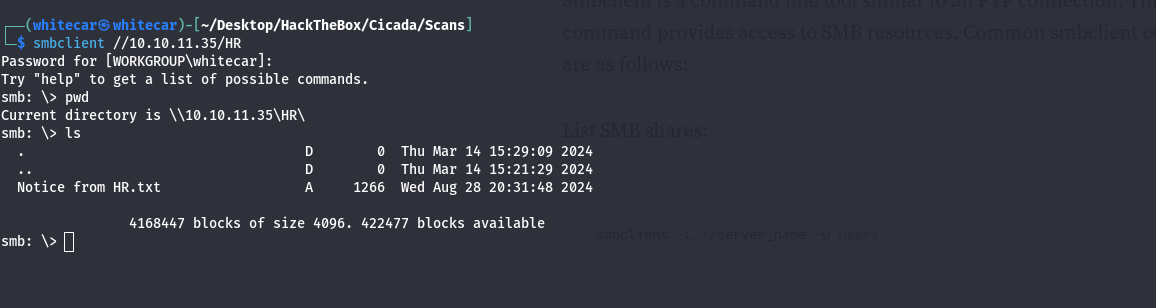 (whitecar㉿whitecar)-[~/Desktop/HackTheBox/Cicada/Scans]
$ smbclient //10.10.11.35/HR
Password for [WORKGROUP\whitecar]:
Try "help" to get a list of possible commands.
smb: \> pwd
Current directory is \\10.10.11.35\HR\
smb: \> ls
  .                                   D        0  Thu Mar 14 15:29:09 2024
  ..                                  D        0  Thu Mar 14 15:21:29 2024
  Notice from HR.txt                  A     1266  Wed Aug 28 20:31:48 2024
                4168447 blocks of size 4096. 422477 blocks available
smb: \>
Smbclient is a command line tool similar to an FTP connection.
command provides access to SMB resources. Common smbclient
are as follows:
List SMB shares:
smbclient -L //server_name -U users